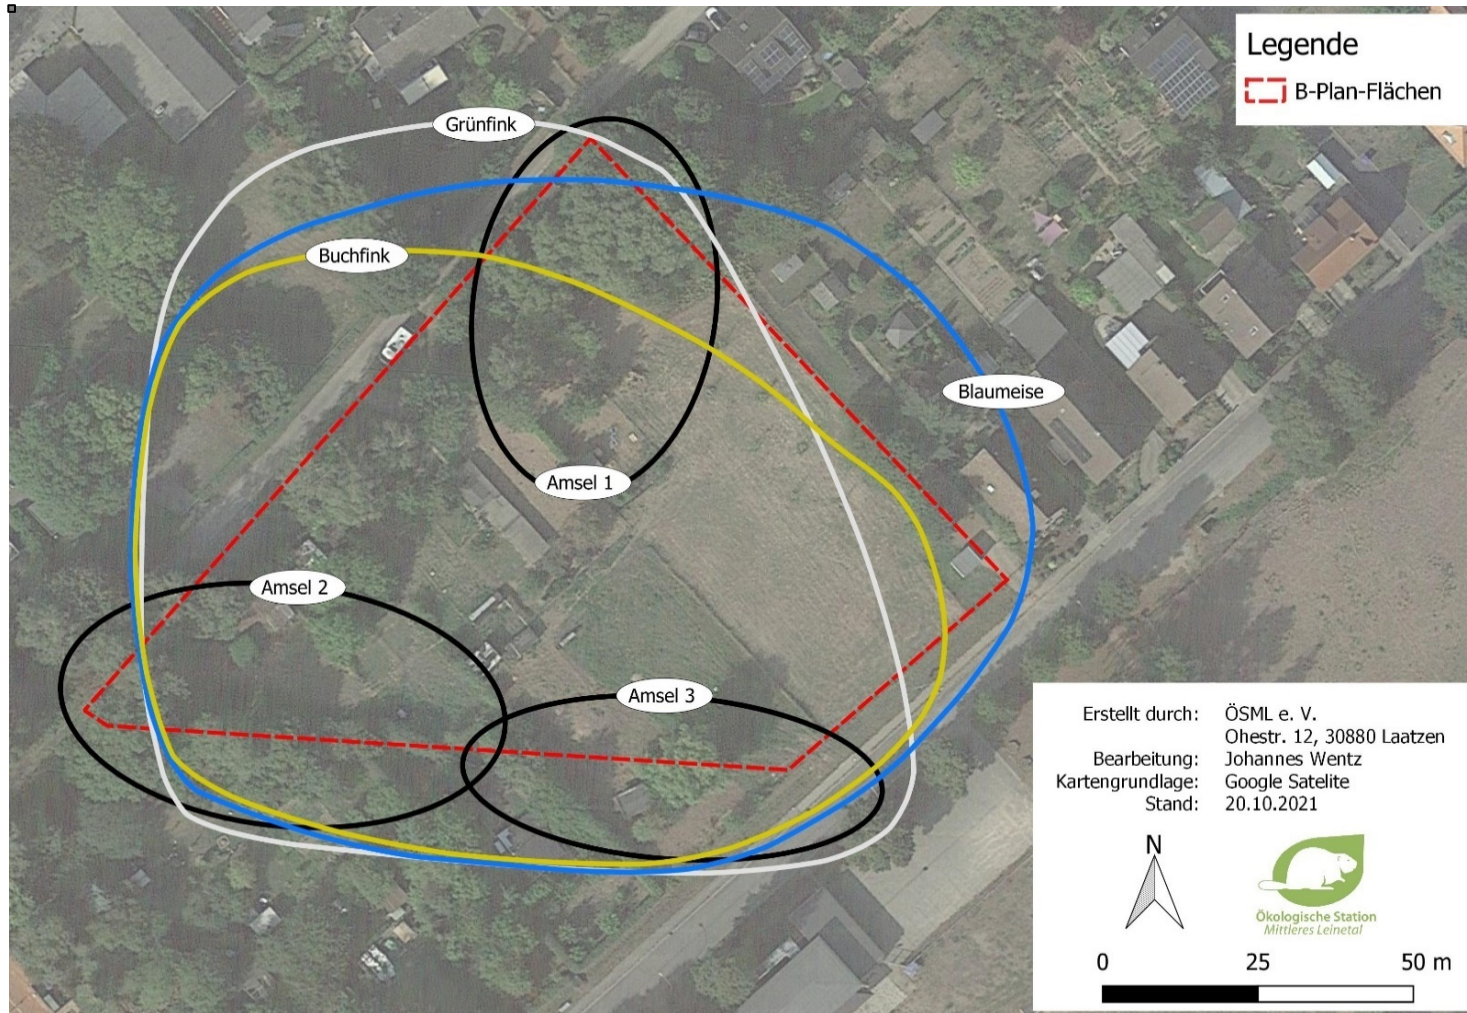 Legende
B-Plan-Flächen
Grünfink
Buchfink
Blaumeise
Amsel 1
Amsel 2
Amsel 3
Erstellt durch: ÖSML e. V.
Ohestr. 12, 30880 Laatzen
Bearbeitung: Johannes Wentz
Kartengrundlage: Google Satelite
Stand: 20.10.2021
N
Ökologische Station
Mittleres Leinetal
0 25 50 m